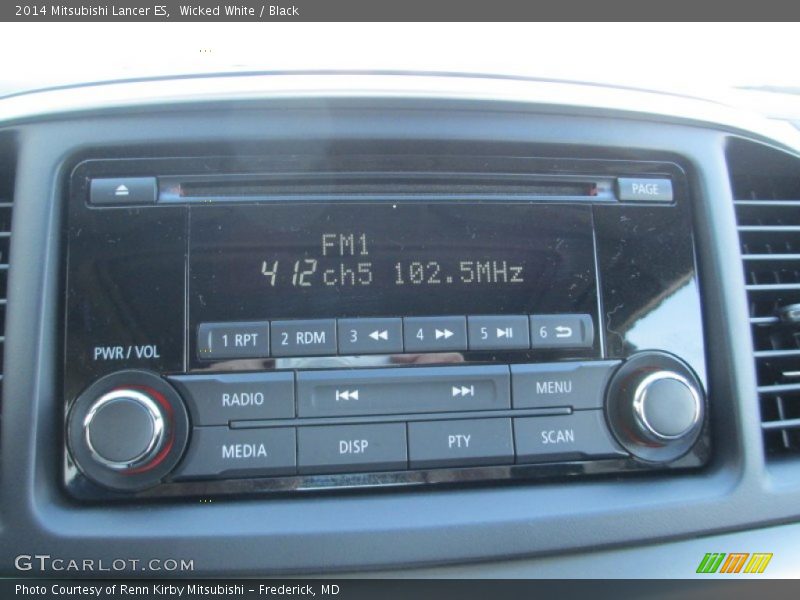 2014 Mitsubishi Lancer ES, Wicked White / Black
PAGE
FM1
412 ch5 102.5MHz
1 RPT 2 RDM 3 4 5 6
PWR / VOL
RADIO MENU
MEDIA DISP PTY SCAN
GTCARLOT.COM
Photo Courtesy of Renn Kirby Mitsubishi - Frederick, MD